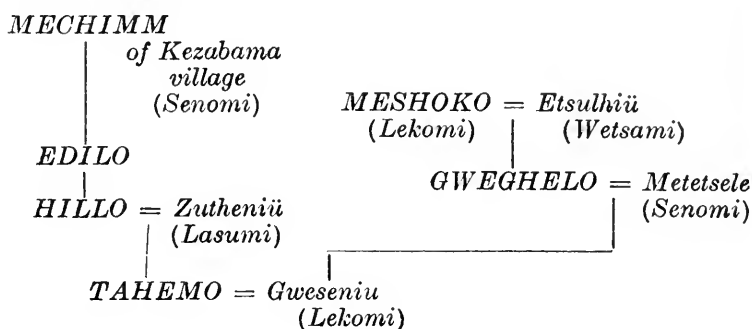 MECHIMM
of Kezabama
village
(Senomi)
MESHOKO = Etsulhiü
(Lekomi) (Wetsami)
EDILO
GWEGHELO = Metetsele
(Senomi)
HILLO = Zutheniü
(Lasumi)
TAHEMO = Gweseniu
(Lekomi)